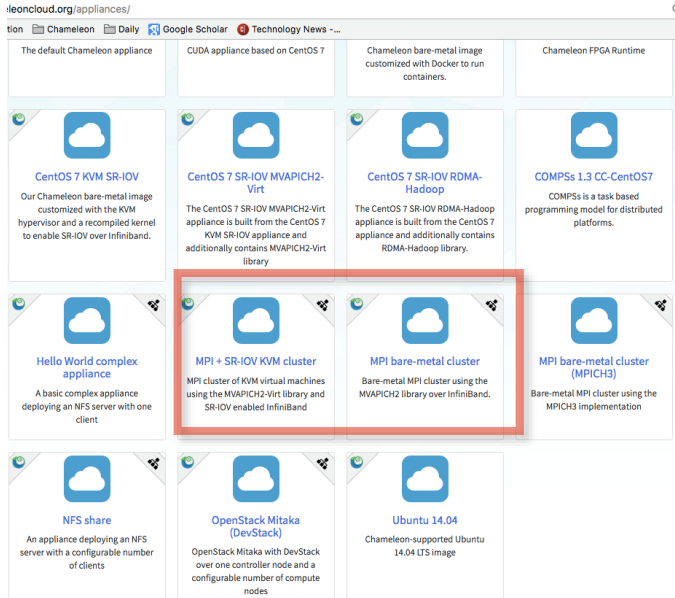 leoncloud.org/appliances/
tion Chameleon Daily Google Scholar Technology News -...
The default Chameleon appliance
CUDA appliance based on CentOS 7
Chameleon bare-metal image
customized with Docker to run
containers.
Chameleon FPGA Runtime
CentOS 7 KVM SR-IOV
Our Chameleon bare-metal image
customized with the KVM
hypervisor and a recompiled kernel
to enable SR-IOV over Infiniband.
CentOS 7 SR-IOV MVAPICH2-
Virt
The CentOS 7 SR-IOV MVAPICH2-Virt
appliance is built from the CentOS 7
KVM SR-IOV appliance and
additionally contains MVAPICH2-Virt
library
CentOS 7 SR-IOV RDMA-
Hadoop
The CentOS 7 SR-IOV RDMA-Hadoop
appliance is built from the CentOS 7
appliance and additionally contains
RDMA-Hadoop library.
COMPSs 1.3 CC-CentOS7
COMPSs is a task based
programming model for distributed
platforms.
Hello World complex
appliance
A basic complex appliance
deploying an NFS server with one
client
MPI + SR-IOV KVM cluster
MPI cluster of KVM virtual machines
using the MVAPICH2-Virt library and
SR-IOV enabled InfiniBand
MPI bare-metal cluster
Bare-metal MPI cluster using the
MVAPICH2 library over InfiniBand.
MPI bare-metal cluster
(MPICH3)
Bare-metal MPI cluster using the
MPICH3 implementation
NFS share
An appliance deploying an NFS
server with a configurable number
of clients
OpenStack Mitaka
(DevStack)
OpenStack Mitaka with DevStack
over one controller node and a
configurable number of compute
nodes
Ubuntu 14.04
Chameleon-supported Ubuntu
14.04 LTS image